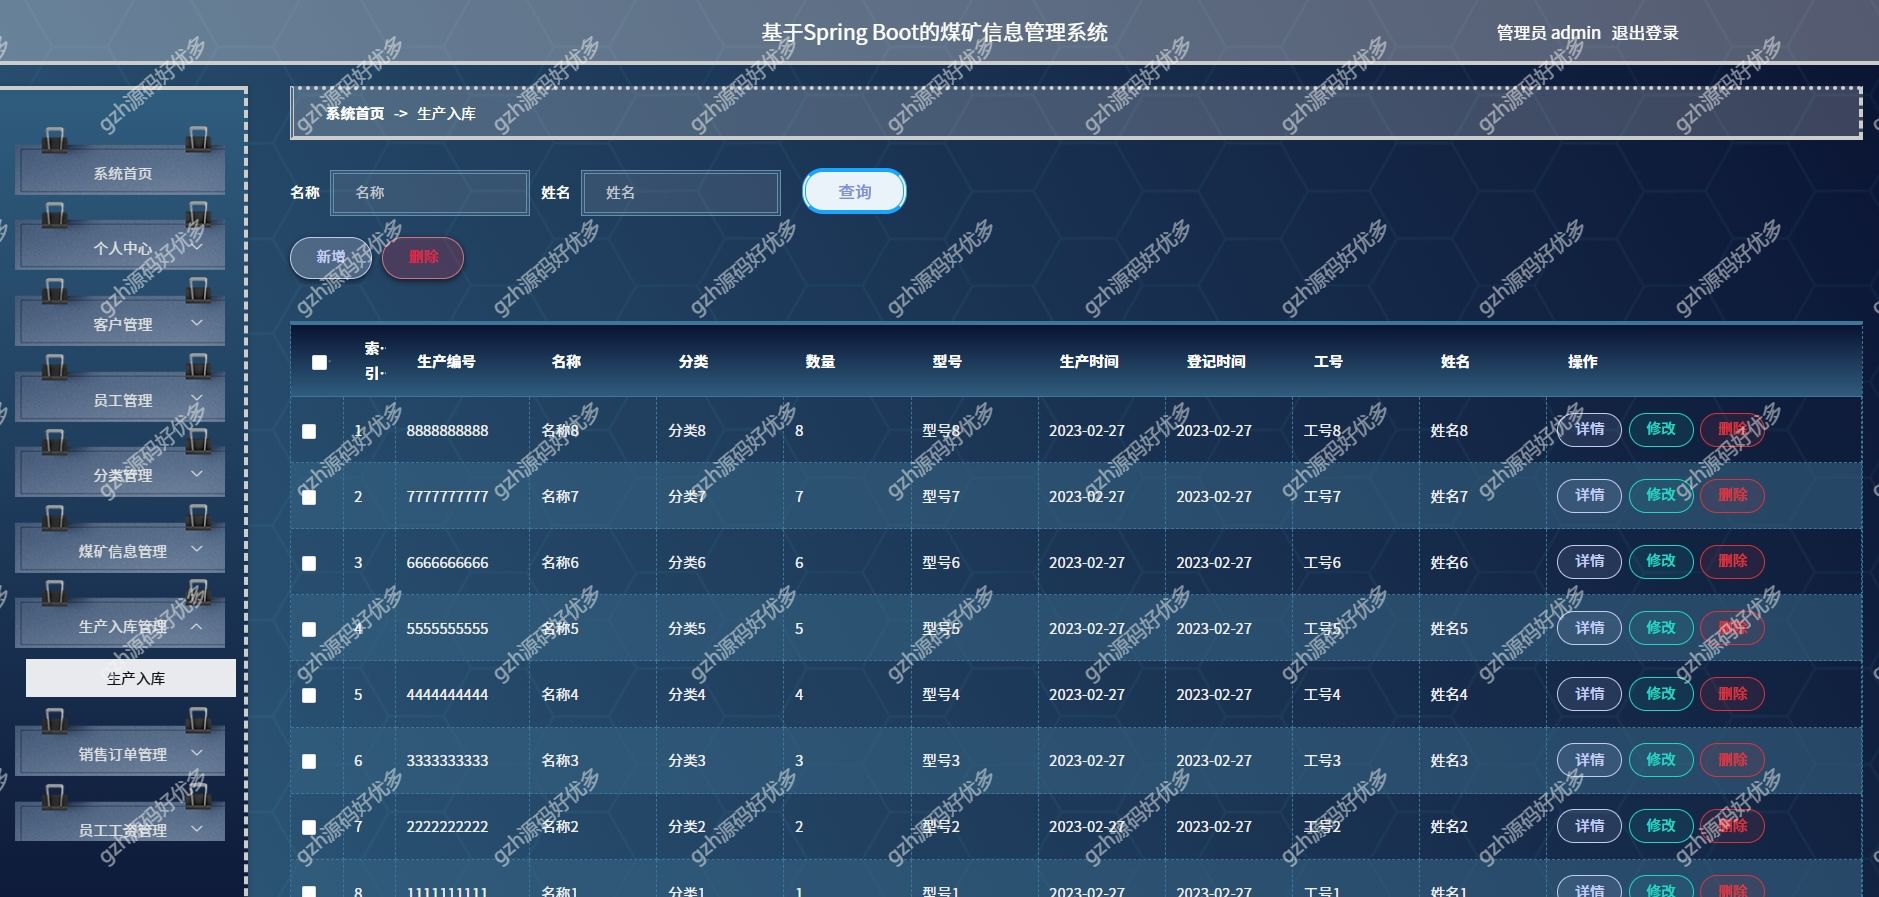 基于Spring Boot的煤矿信息管理系统
管理员 admin 退出登录
系统首页 -> 生产入库
系统首页
个人中心
客户管理
员工管理
分类管理
煤矿信息管理
生产入库管理
生产入库
销售订单管理
员工工资管理
名称 名称 姓名 姓名 查询
新增 删除
索引 生产编号 名称 分类 数量 型号 生产时间 登记时间 工号 姓名 操作
1 8888888888 名称8 分类8 8 型号8 2023-02-27 2023-02-27 工号8 姓名8 详情 修改 删除
2 7777777777 名称7 分类7 7 型号7 2023-02-27 2023-02-27 工号7 姓名7 详情 修改 删除
3 6666666666 名称6 分类6 6 型号6 2023-02-27 2023-02-27 工号6 姓名6 详情 修改 删除
4 5555555555 名称5 分类5 5 型号5 2023-02-27 2023-02-27 工号5 姓名5 详情 修改 删除
5 4444444444 名称4 分类4 4 型号4 2023-02-27 2023-02-27 工号4 姓名4 详情 修改 删除
6 3333333333 名称3 分类3 3 型号3 2023-02-27 2023-02-27 工号3 姓名3 详情 修改 删除
7 2222222222 名称2 分类2 2 型号2 2023-02-27 2023-02-27 工号2 姓名2 详情 修改 删除
8 1111111111 名称1 分类1 1 型号1 2023-02-27 2023-02-27 工号1 姓名1 详情 修改 删除
gzh源码好优多